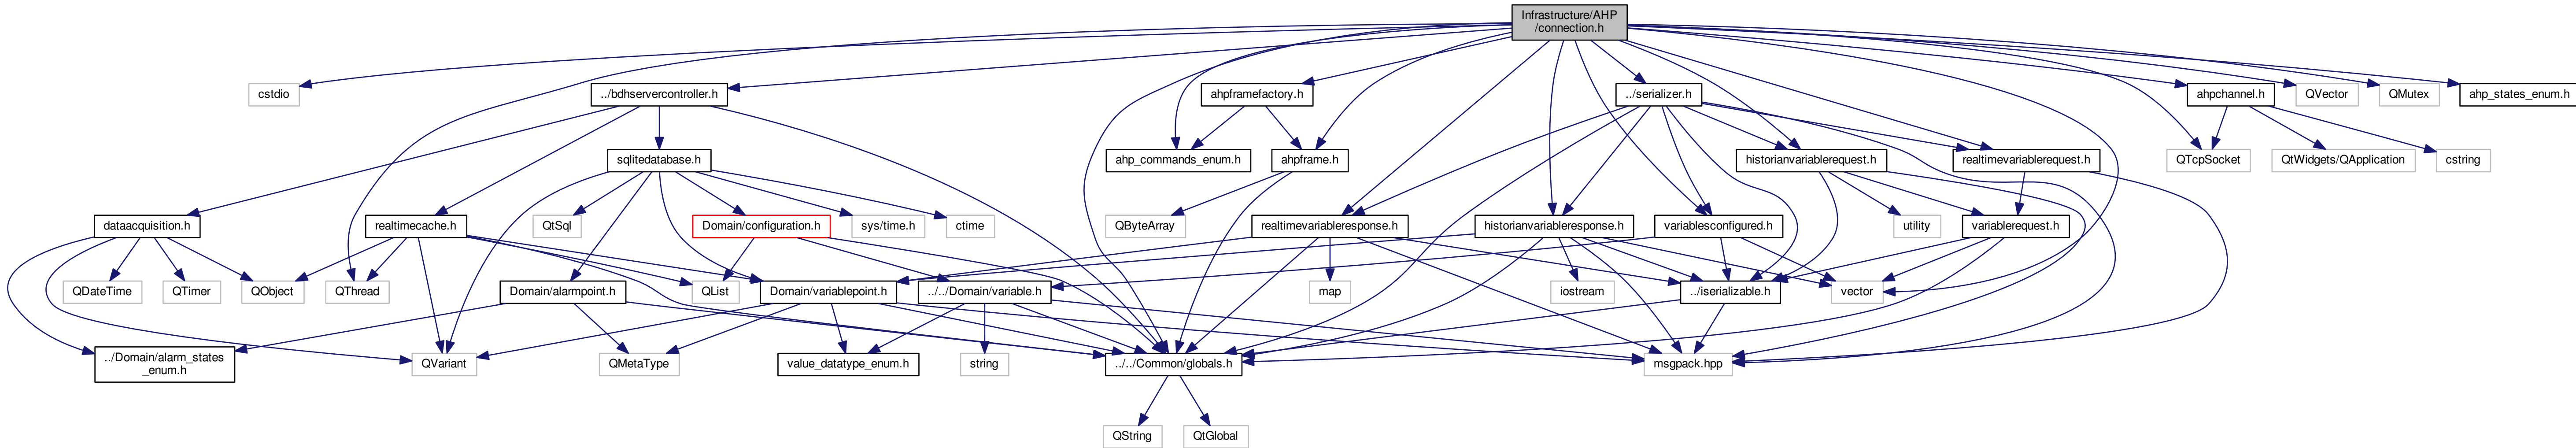 Infrastructure/AHP
/connection.h
cstdio
../bdhservercontroller.h
ahpframefactory.h
../serializer.h
ahpchannel.h
QVector
QMutex
ahp_states_enum.h
sqlitedatabase.h
ahp_commands_enum.h
ahpframe.h
historianvariablerequest.h
realtimevariablerequest.h
QTcpSocket
QtWidgets/QApplication
cstring
dataacquisition.h
realtimecache.h
QtSql
Domain/configuration.h
sys/time.h
ctime
QByteArray
realtimevariableresponse.h
historianvariableresponse.h
variablesconfigured.h
utility
variablerequest.h
QDateTime
QTimer
QObject
QThread
Domain/alarmpoint.h
QList
Domain/variablepoint.h
../../Domain/variable.h
map
iostream
../iserializable.h
vector
../Domain/alarm_states
_enum.h
QVariant
QMetaType
value_datatype_enum.h
string
../../Common/globals.h
msgpack.hpp
QString
QtGlobal